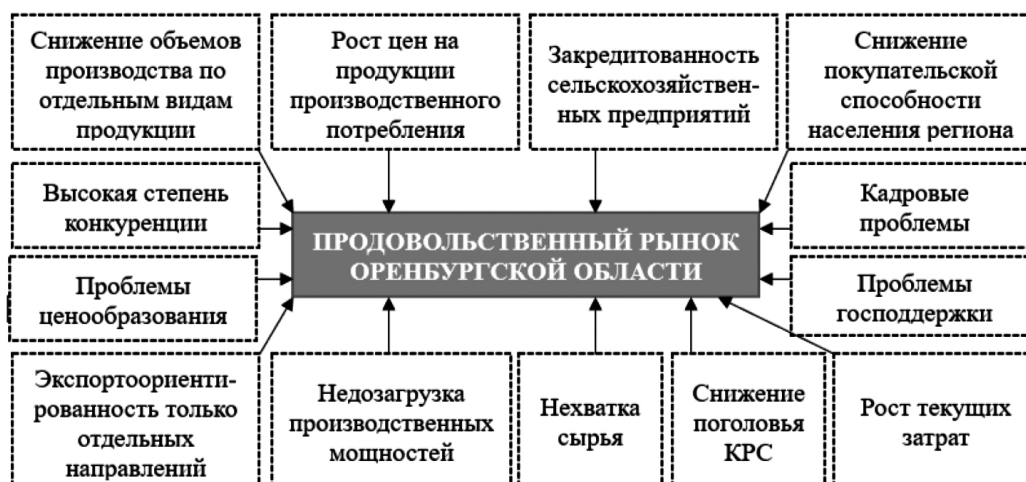 Снижение объемов
производства по
отдельным видам
продукции
Рост цен на
продукции
производственного
потребления
Закредитованность
сельскохозяйствен-
ных предприятий
Снижение
покупательской
способности
населения региона
Высокая степень
конкуренции
Кадровые
проблемы
ПРОДОВОЛЬСТВЕННЫЙ РЫНОК
ОРЕНБУРГСКОЙ ОБЛАСТИ
Проблемы
ценообразования
Проблемы
господдержки
Экспортоориенти-
рованность только
отдельных
направлений
Недозагрузка
производственных
мощностей
Нехватка
сырья
Снижение
поголовья
КРС
Рост текущих
затрат